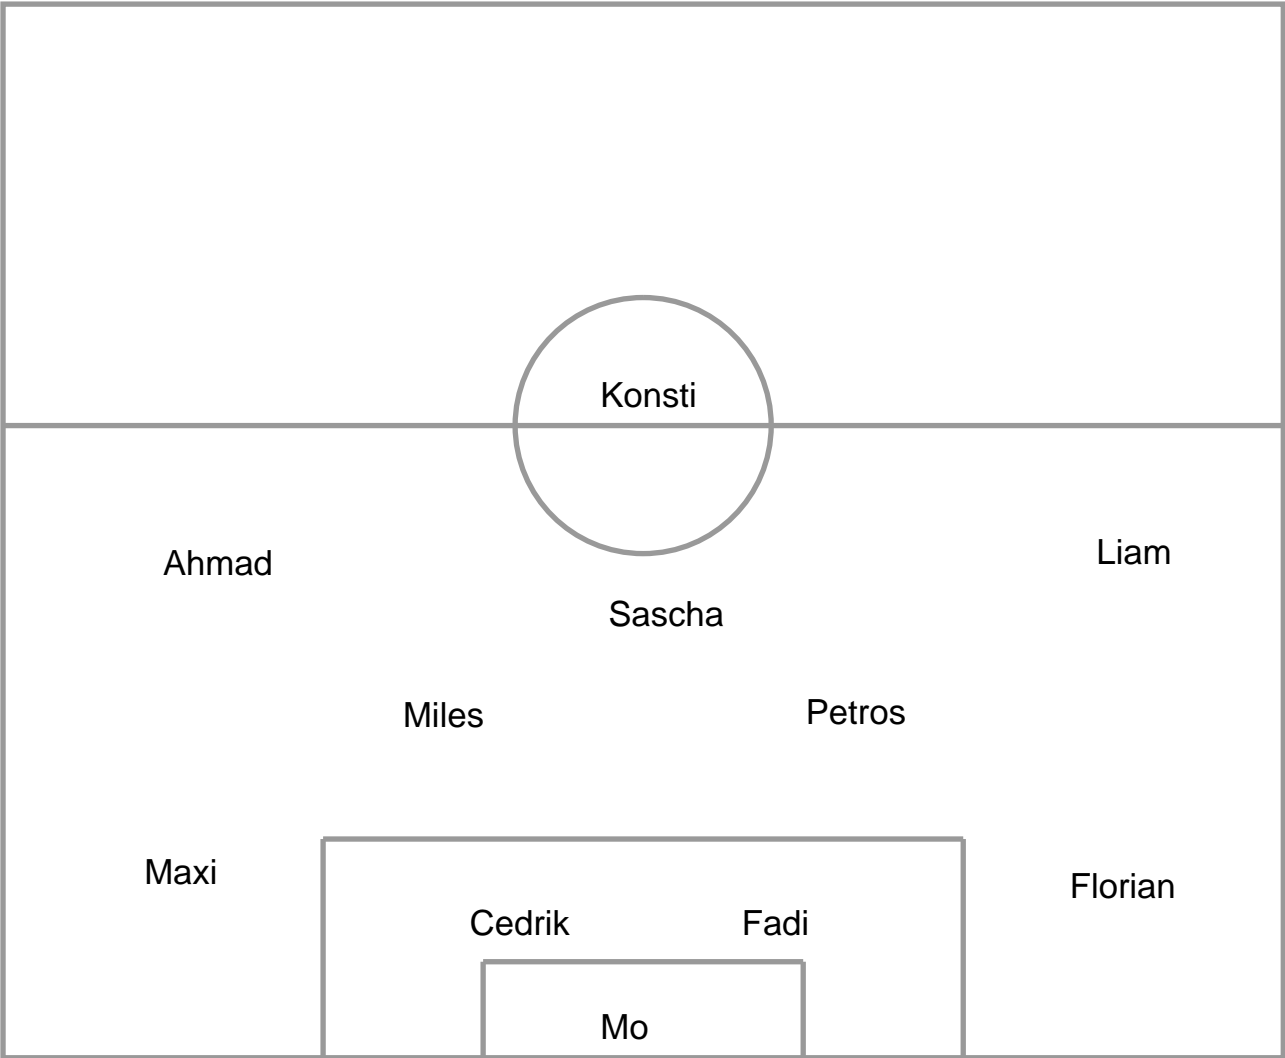 Konsti
Ahmad
Liam
Sascha
Miles
Petros
Maxi
Florian
Cedrik
Fadi
Mo